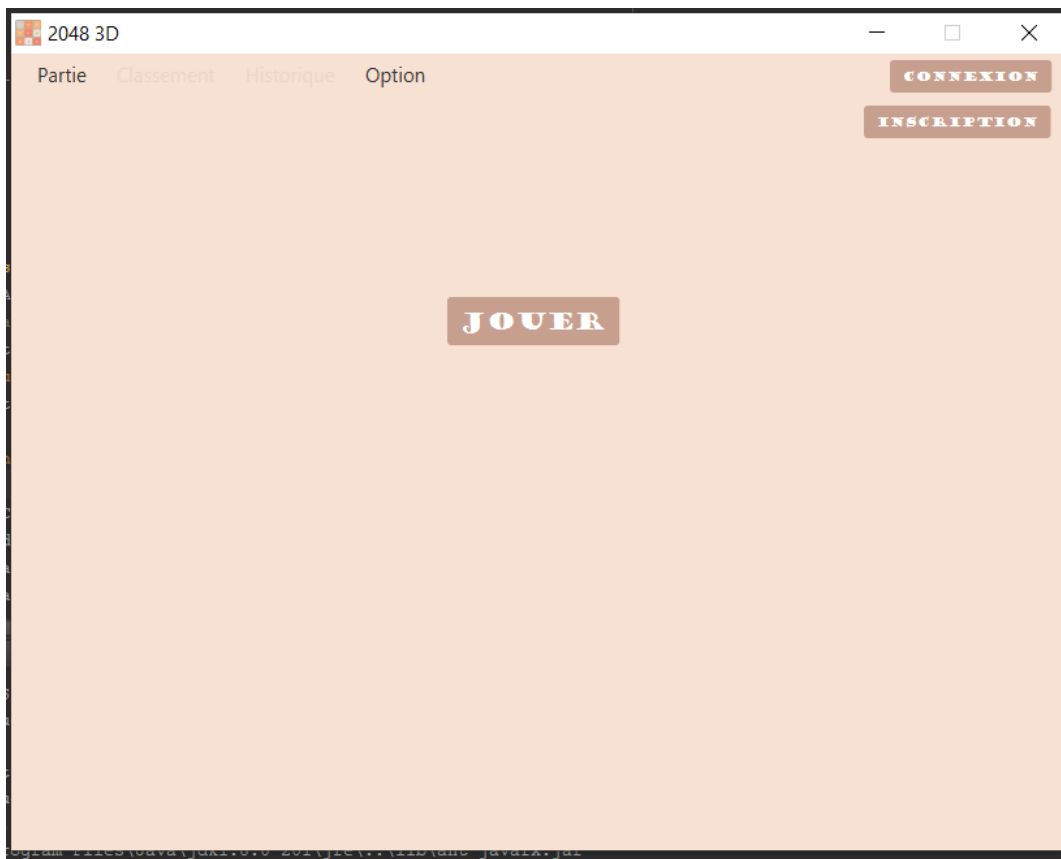 2048 3D
Partie Classement Historique Option
CONNEXION
INSCRIPTION
JOUER